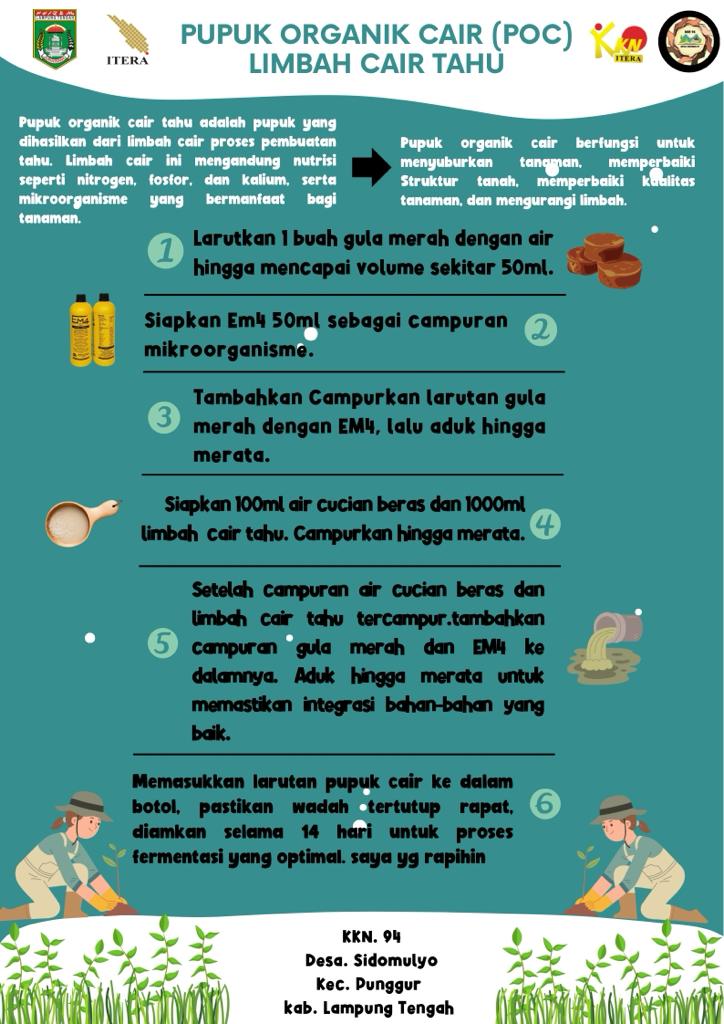 LAMPUNG TENGAH
ITERA
PUPUK ORGANIK CAIR (POC)
LIMBAH CAIR TAHU
KKN
ITERA
Pupuk organik cair tahu adalah pupuk yang
dihasilkan dari limbah cair proses pembuatan
tahu. Limbah cair ini mengandung nutrisi
seperti nitrogen, fosfor, dan kalium, serta
mikroorganisme yang bermanfaat bagi
tanaman.
Pupuk organik cair berfungsi untuk
menyuburkan tanaman, memperbaiki
Struktur tanah, memperbaiki kualitas
tanaman, dan mengurangi limbah.
1
Larutkan 1 buah gula merah dengan air
hingga mencapai volume sekitar 50ml.
Siapkan Em4 50ml sebagai campuran
mikroorganisme.
2
3
Tambahkan Campurkan larutan gula
merah dengan EM4, lalu aduk hingga
merata.
Siapkan 100ml air cucian beras dan 1000ml
limbah cair tahu. Campurkan hingga merata.
4
5
Setelah campuran air cucian beras dan
limbah cair tahu tercampur.tambahkan
campuran gula merah dan EM4 ke
dalamnya. Aduk hingga merata untuk
memastikan integrasi bahan-bahan yang
baik.
Memasukkan larutan pupuk cair ke dalam
botol, pastikan wadah tertutup rapat,
diamkan selama 14 hari untuk proses
fermentasi yang optimal. saya yg rapihin
6
KKN. 94
Desa. Sidomulyo
Kec. Punggur
kab. Lampung Tengah